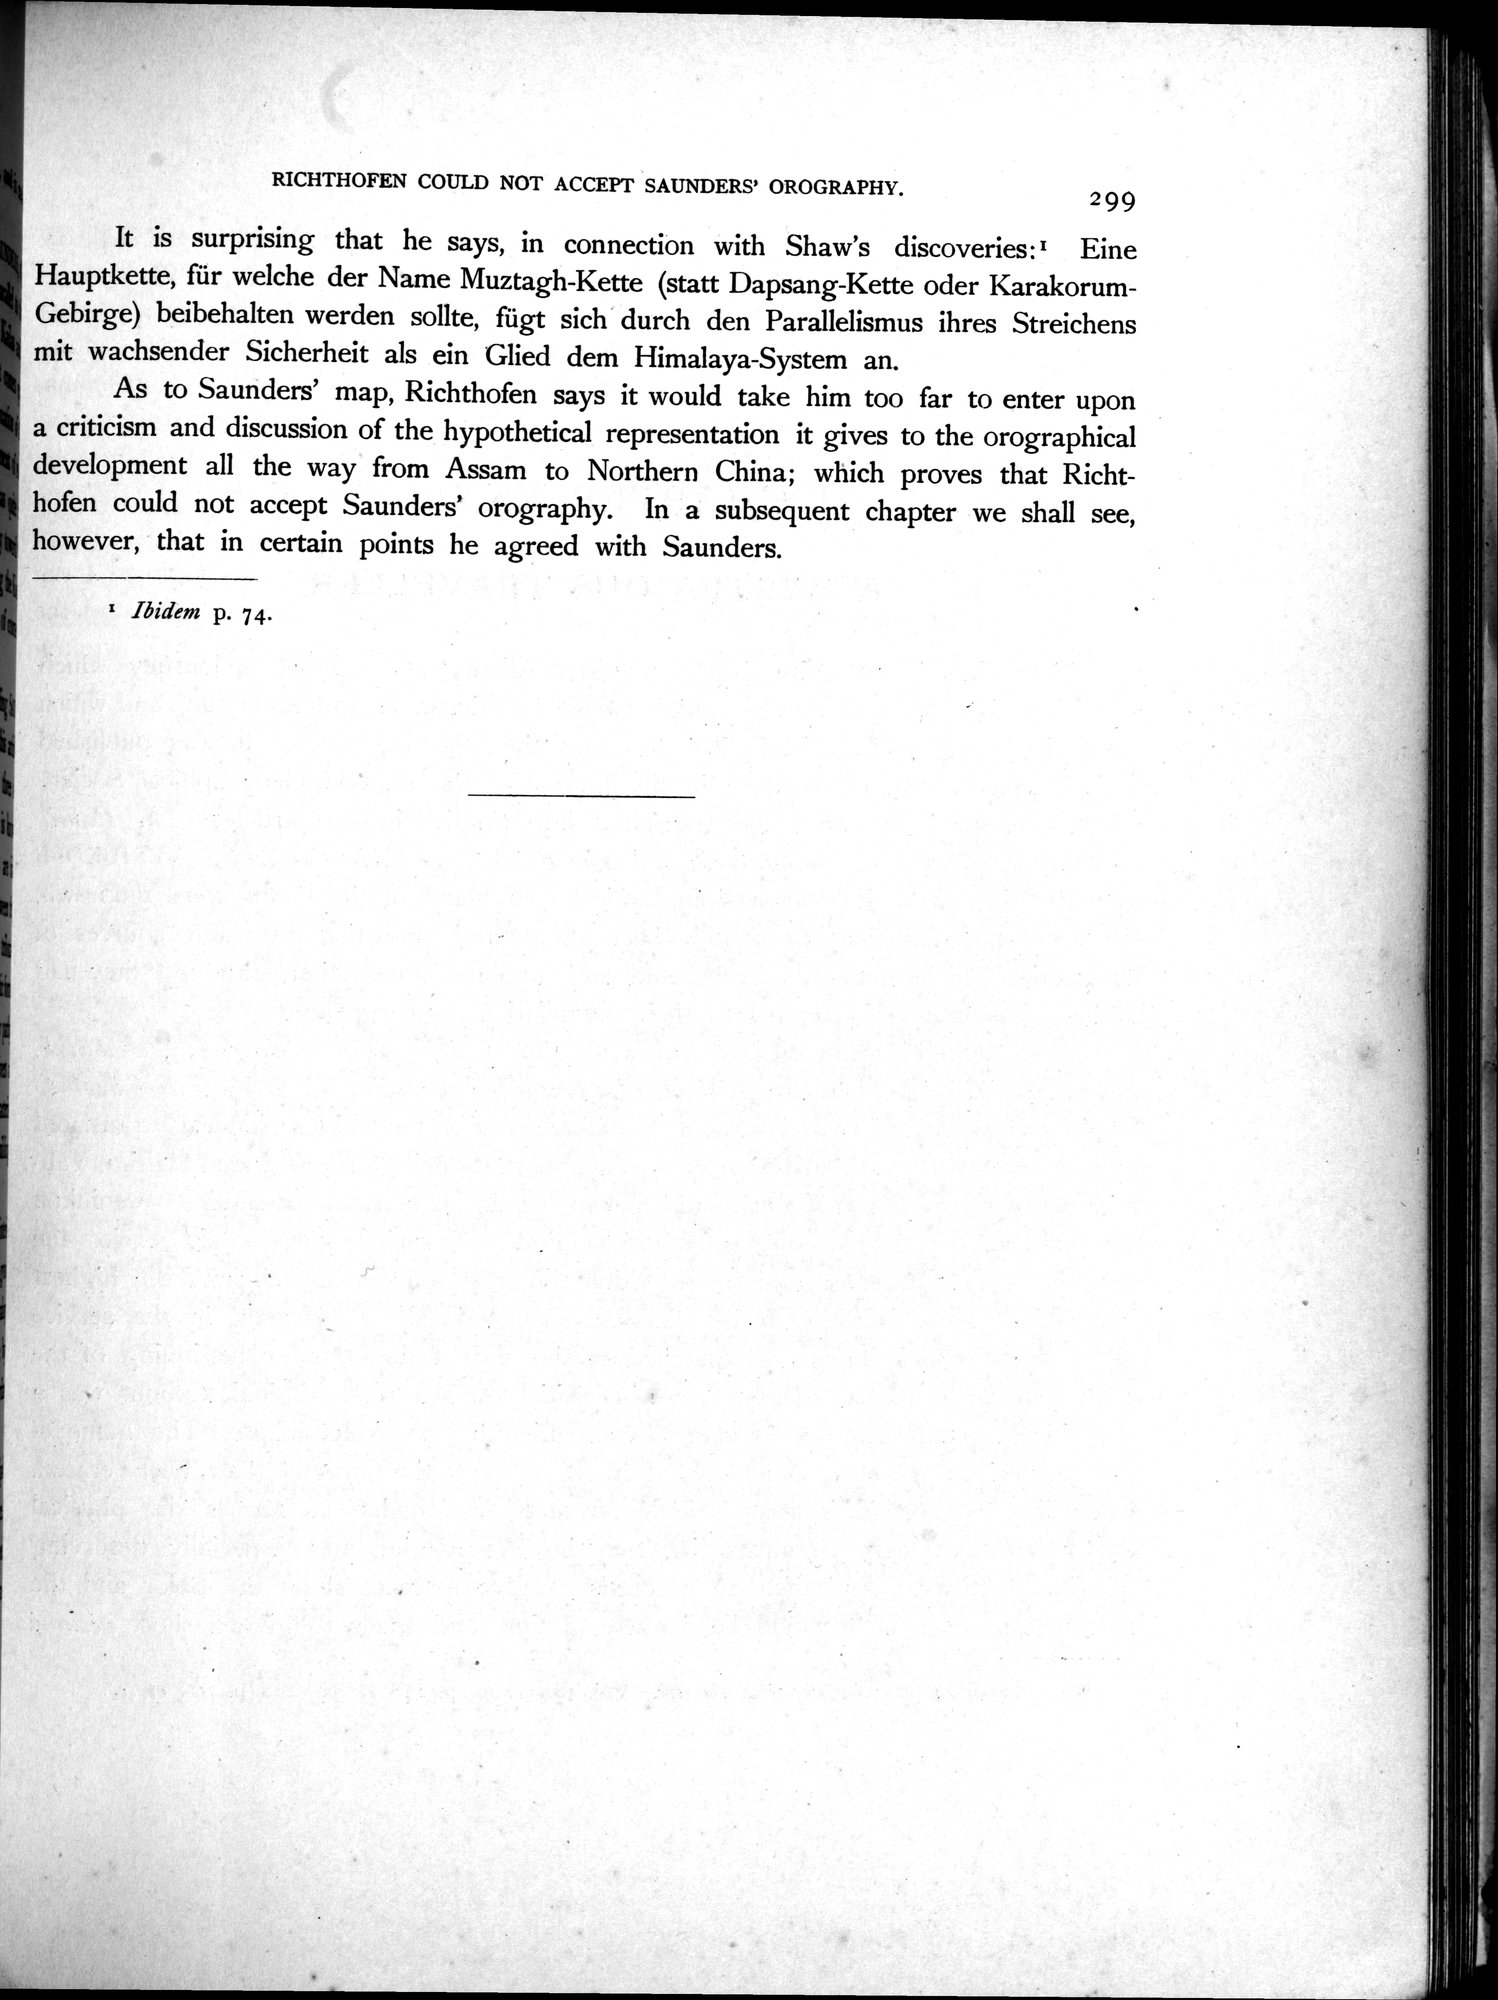 RICHTHOFEN COULD NOT ACCEPT SAUNDERS' OROGRAPHY.
299
It is surprising that he says, in connection with Shaw's discoveries:¹ Eine
Hauptkette, für welche der Name Muztagh-Kette (statt Dapsang-Kette oder Karakorum-
Gebirge) beibehalten werden sollte, fügt sich durch den Parallelismus ihres Streichens
mit wachsender Sicherheit als ein Glied dem Himalaya-System an.
As to Saunders' map, Richthofen says it would take him too far to enter upon
a criticism and discussion of the hypothetical representation it gives to the orographical
development all the way from Assam to Northern China; which proves that Richt-
hofen could not accept Saunders' orography. In a subsequent chapter we shall see,
however, that in certain points he agreed with Saunders.
¹ Ibidem p. 74.